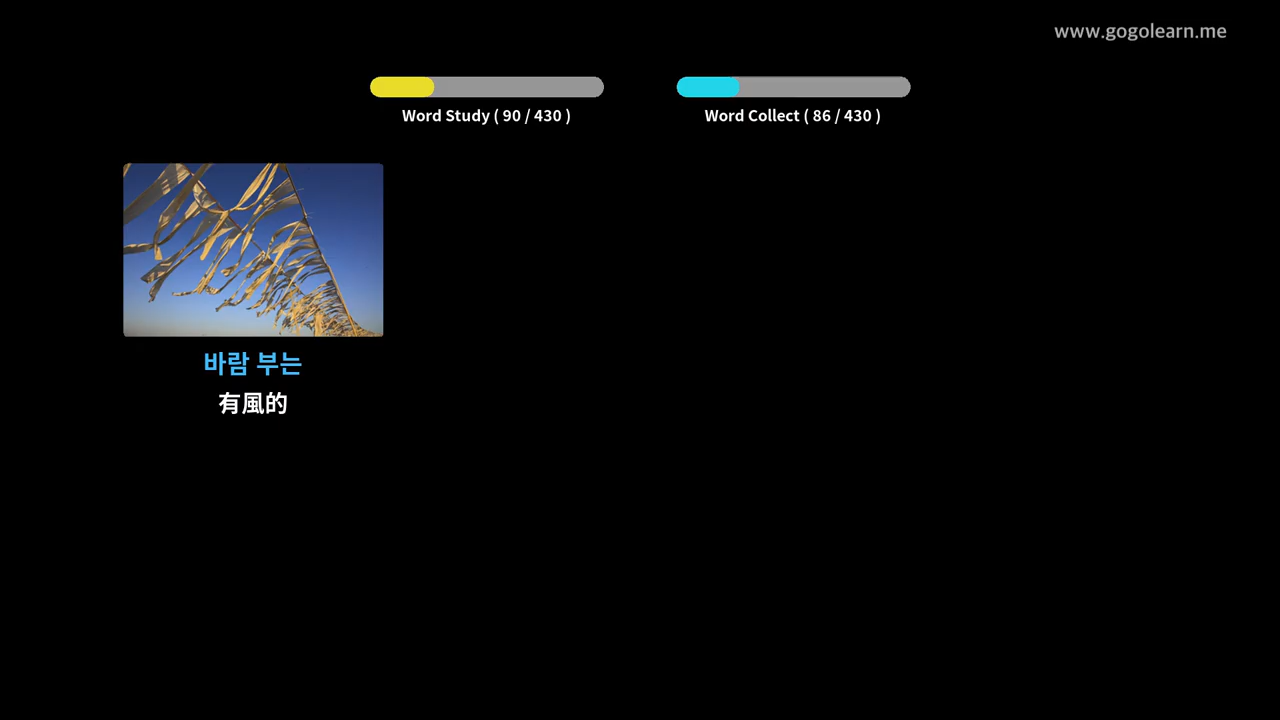 www.gogolearn.me
Word Study ( 90 / 430 )
Word Collect ( 86 / 430 )
바람 부는
有風的